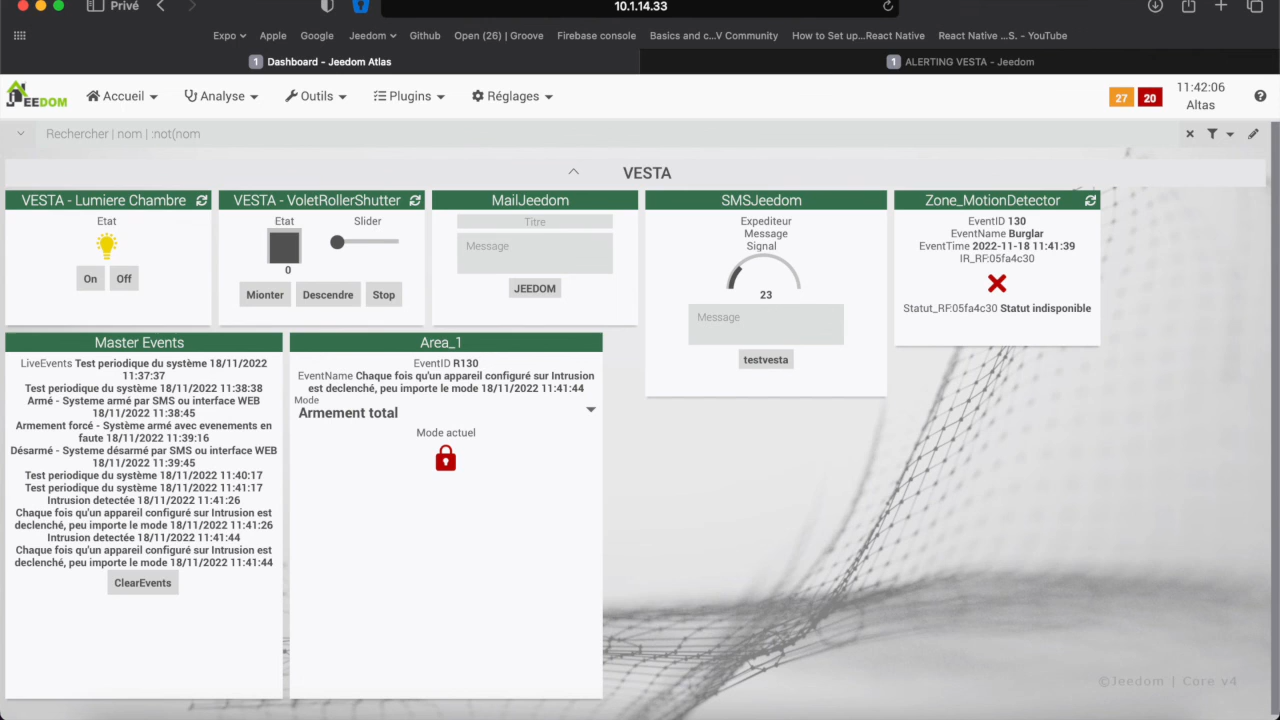 Privé
10.1.14.33
Expo Apple Google Jeedom Github Open (26) | Groove Firebase console Basics and c...V Community How to Set up...React Native React Native ...S. - YouTube
1 Dashboard – Jeedom Atlas
1 ALERTING VESTA - Jeedom
JEEDOM Accueil Analyse Outils Plugins Réglages 27 20 11:42:06
Altas
Rechercher | nom | :not(nom
VESTA
VESTA - Lumiere Chambre
Etat
On Off
VESTA - VoletRollerShutter
Etat Slider
0
Mionter Descendre Stop
MailJeedom
Titre
Message
JEEDOM
SMSJeedom
Expediteur
Message
Signal
23
Message
testvesta
Zone_MotionDetector
EventID 130
EventName Burglar
EventTime 2022-11-18 11:41:39
IR_RF:05fa4c30
Statut_RF:05fa4c30 Statut indisponible
Master Events
LiveEvents Test periodique du système 18/11/2022
11:37:37
Test periodique du système 18/11/2022 11:38:38
Armé - Systeme armé par SMS ou interface WEB
18/11/2022 11:38:45
Armement forcé - Système armé avec evenements en
faute 18/11/2022 11:39:16
Désarmé - Systeme désarmé par SMS ou interface WEB
18/11/2022 11:39:45
Test periodique du système 18/11/2022 11:40:17
Test periodique du système 18/11/2022 11:41:17
Intrusion detectée 18/11/2022 11:41:26
Chaque fois qu'un appareil configuré sur Intrusion est
declenché, peu importe le mode 18/11/2022 11:41:26
Intrusion detectée 18/11/2022 11:41:44
Chaque fois qu'un appareil configuré sur Intrusion est
declenché, peu importe le mode 18/11/2022 11:41:44
ClearEvents
Area_1
EventID R130
EventName Chaque fois qu'un appareil configuré sur Intrusion
est declenché, peu importe le mode 18/11/2022 11:41:44
Mode
Armement total
Mode actuel
©Jeedom | Core v4